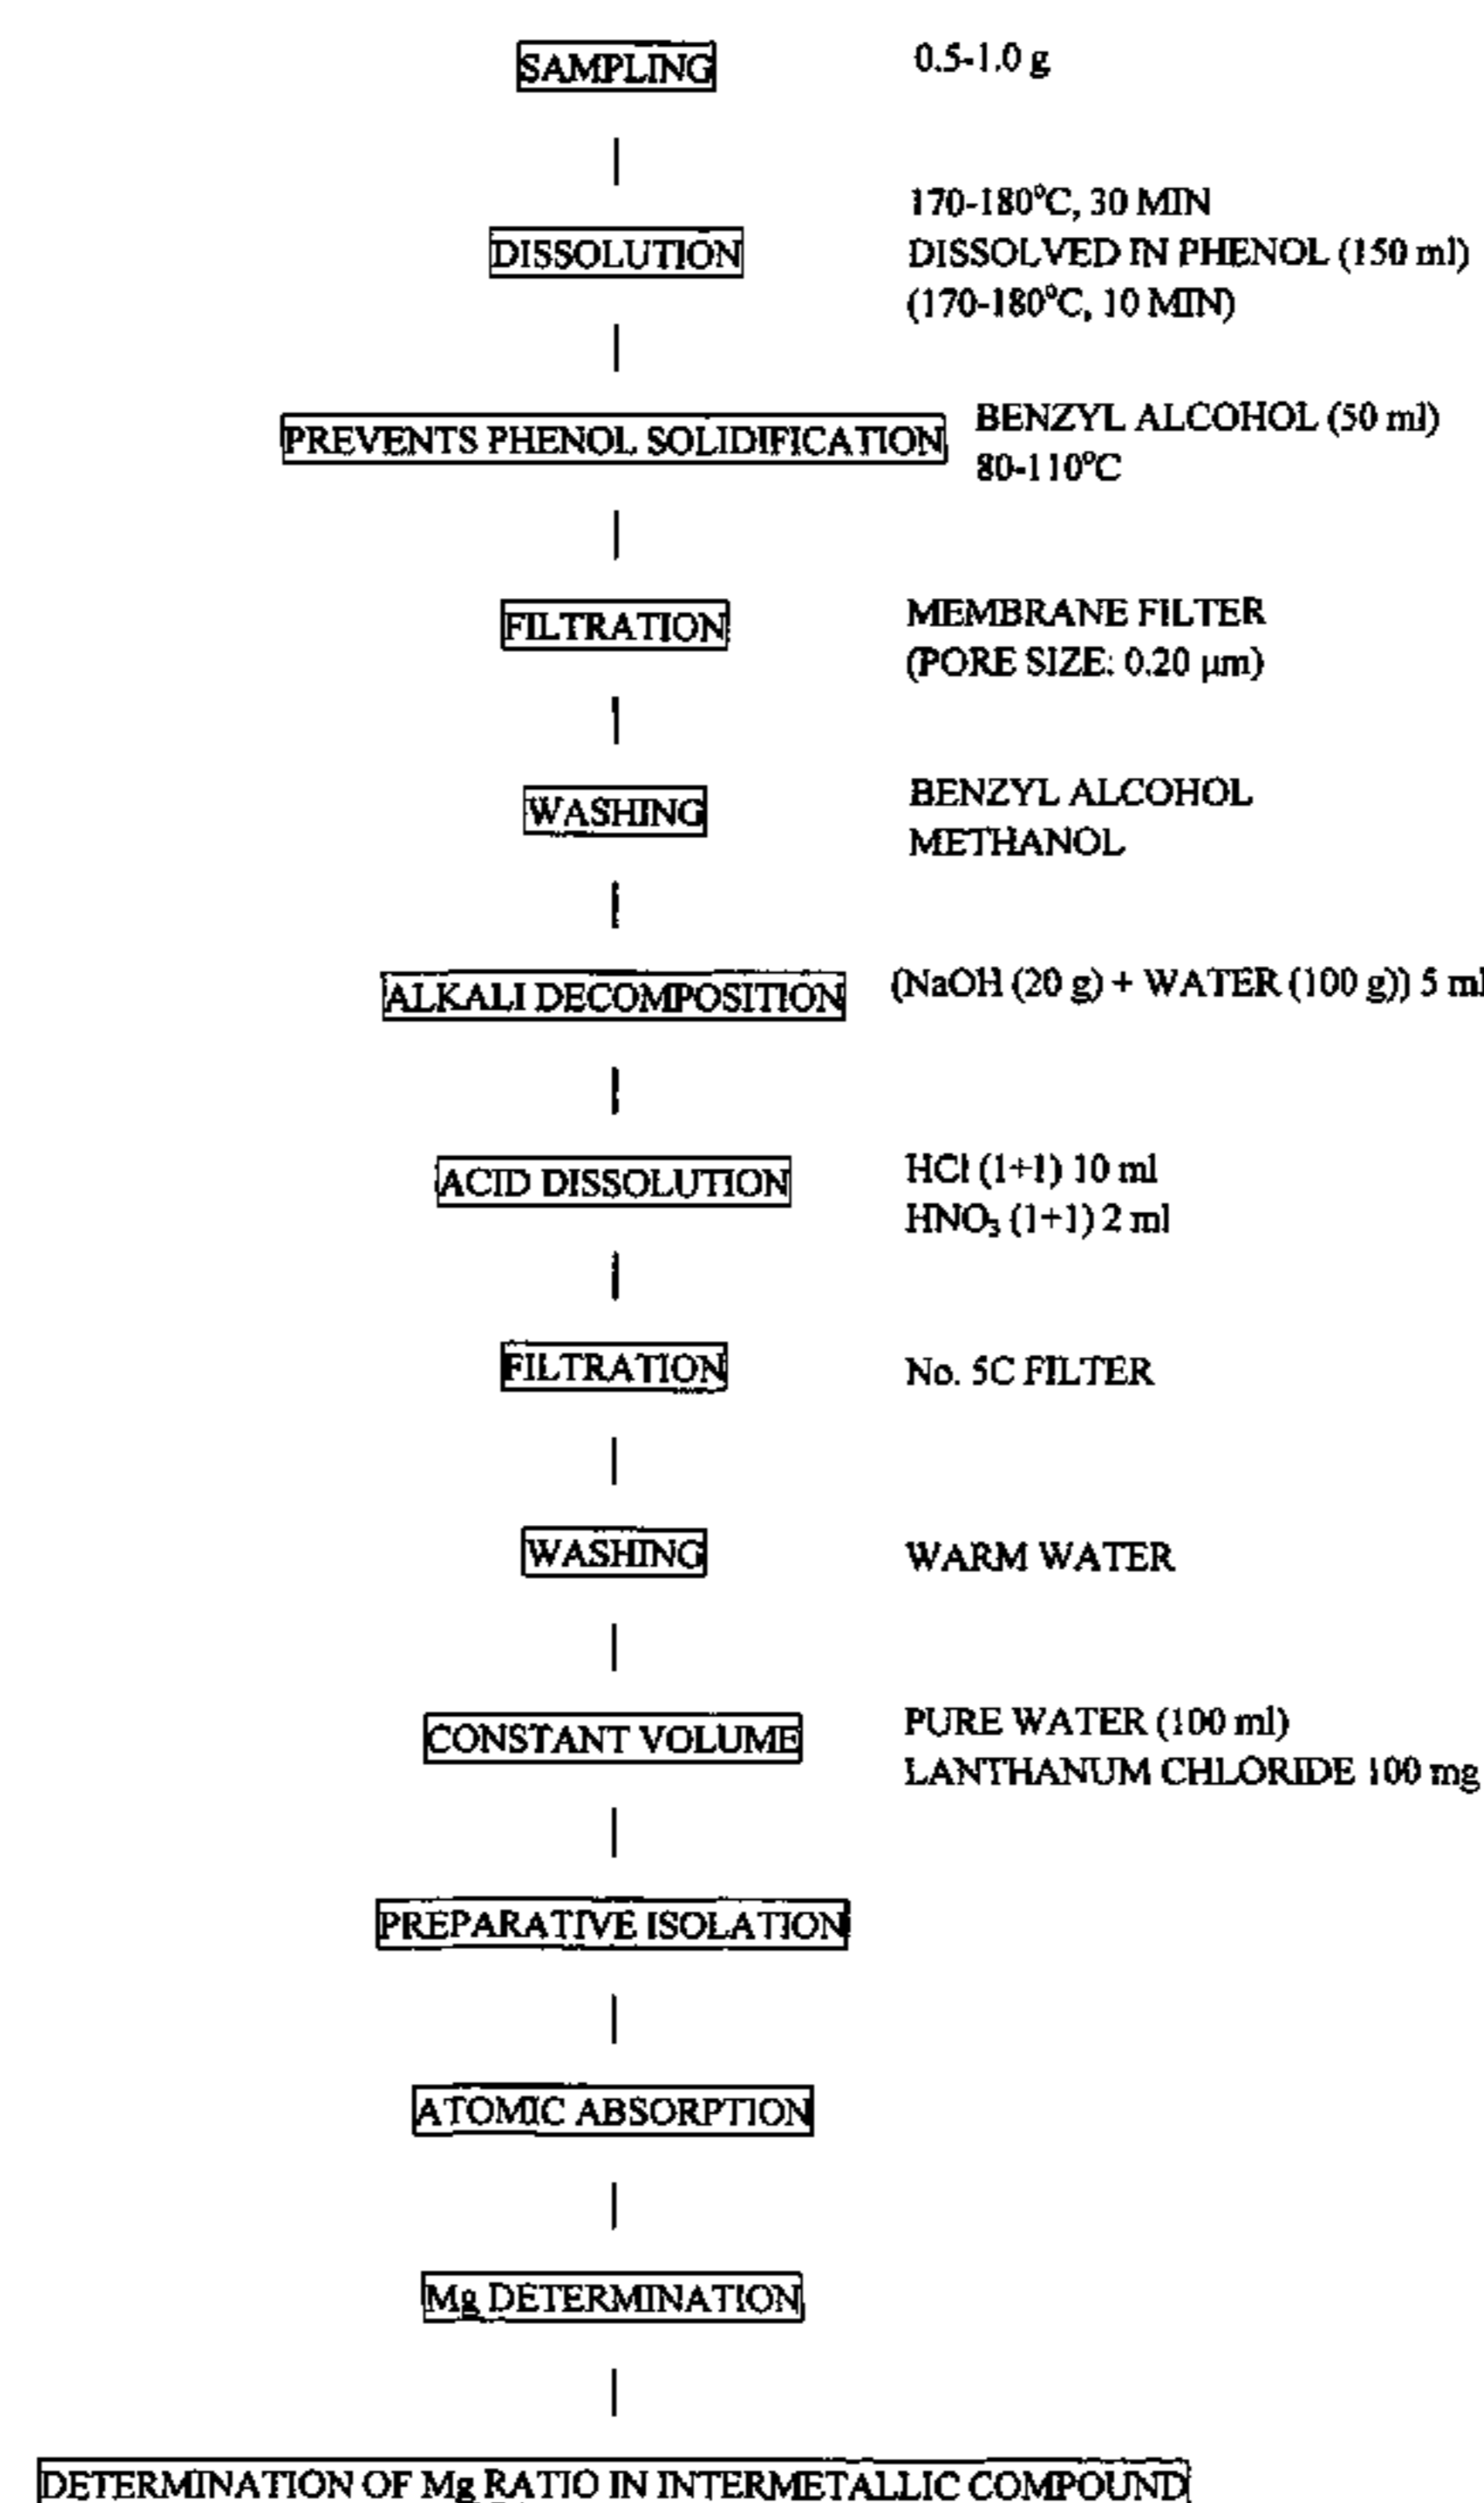 SAMPLING
0.5-1.0 g
170-180°C, 30 MIN
DISSOLUTION
DISSOLVED IN PHENOL (150 ml)
(170-180°C, 10 MIN)
PREVENTS PHENOL SOLIDIFICATION
BENZYL ALCOHOL (50 ml)
80-110°C
FILTRATION
MEMBRANE FILTER
(PORE SIZE: 0.20 µm)
WASHING
BENZYL ALCOHOL
METHANOL
ALKALI DECOMPOSITION
(NaOH (20 g) + WATER (100 g)) 5 ml
ACID DISSOLUTION
HCl (1+1) 10 ml
HNO₃ (1+1) 2 ml
FILTRATION
No. 5C FILTER
WASHING
WARM WATER
CONSTANT VOLUME
PURE WATER (100 ml)
LANTHANUM CHLORIDE 100 mg
PREPARATIVE ISOLATION
ATOMIC ABSORPTION
Mg DETERMINATION
DETERMINATION OF Mg RATIO IN INTERMETALLIC COMPOUND